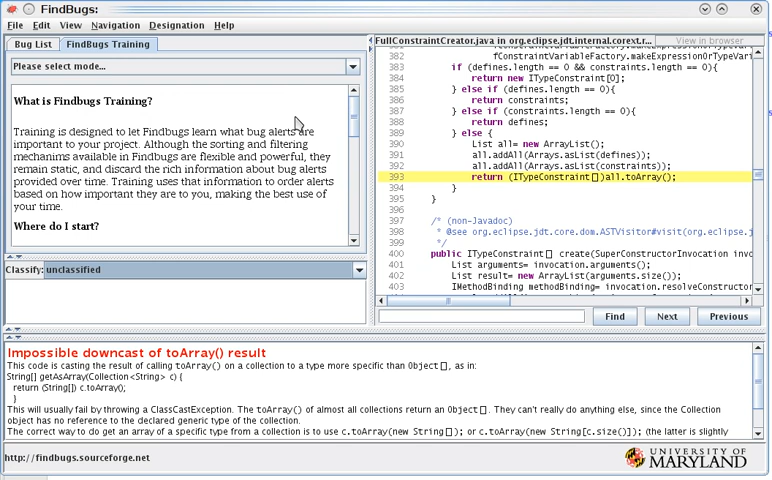 FindBugs:
File Edit View Navigation Designation Help
Bug List FindBugs Training
Please select mode...
What is Findbugs Training?
Training is designed to let Findbugs learn what bug alerts are
important to your project. Although the sorting and filtering
mechanims available in Findbugs are flexible and powerful, they
remain static, and discard the rich information about bug alerts
provided over time. Training uses that information to order alerts
based on how important they are to you, making the best use of
your time.
Where do I start?
Classify: unclassified
FullConstraintCreator.java in org.eclipse.jdt.internal.corext.r...
View in browser
381 fConstraintVariableFactory.makeExpressionOrTypeVar
382 fConstraintVariableFactory.makeExpressionOrTypeVa
383 if (defines.length == 0 && constraints.length == 0){
384 return new ITypeConstraint[0];
385 } else if (defines.length == 0){
386 return constraints;
387 } else if (constraints.length == 0){
388 return defines;
389 } else {
390 List all= new ArrayList();
391 all.addAll(Arrays.asList(defines));
392 all.addAll(Arrays.asList(constraints));
393 return (ITypeConstraint[])all.toArray();
394 }
395 }
396
397 /* (non-Javadoc)
398 * @see org.eclipse.jdt.core.dom.ASTVisitor#visit(org.eclipse.j
399 */
400 public ITypeConstraint[] create(SuperConstructorInvocation invo
401 List arguments= invocation.arguments();
402 List result= new ArrayList(arguments.size());
403 IMethodBinding methodBinding= invocation.resolveConstructor
Find Next Previous
Impossible downcast of toArray() result
This code is casting the result of calling toArray() on a collection to a type more specific than Object[], as in:
String[] getAsArray(Collection<String> c) {
return (String[]) c.toArray();
}
This will usually fail by throwing a ClassCastException. The toArray() of almost all collections return an Object[]. They can't really do anything else, since the Collection
object has no reference to the declared generic type of the collection.
The correct way to do get an array of a specific type from a collection is to use c.toArray(new String[]); or c.toArray(new String[c.size()]); (the latter is slightly
http://findbugs.sourceforge.net
UNIVERSITY OF
MARYLAND